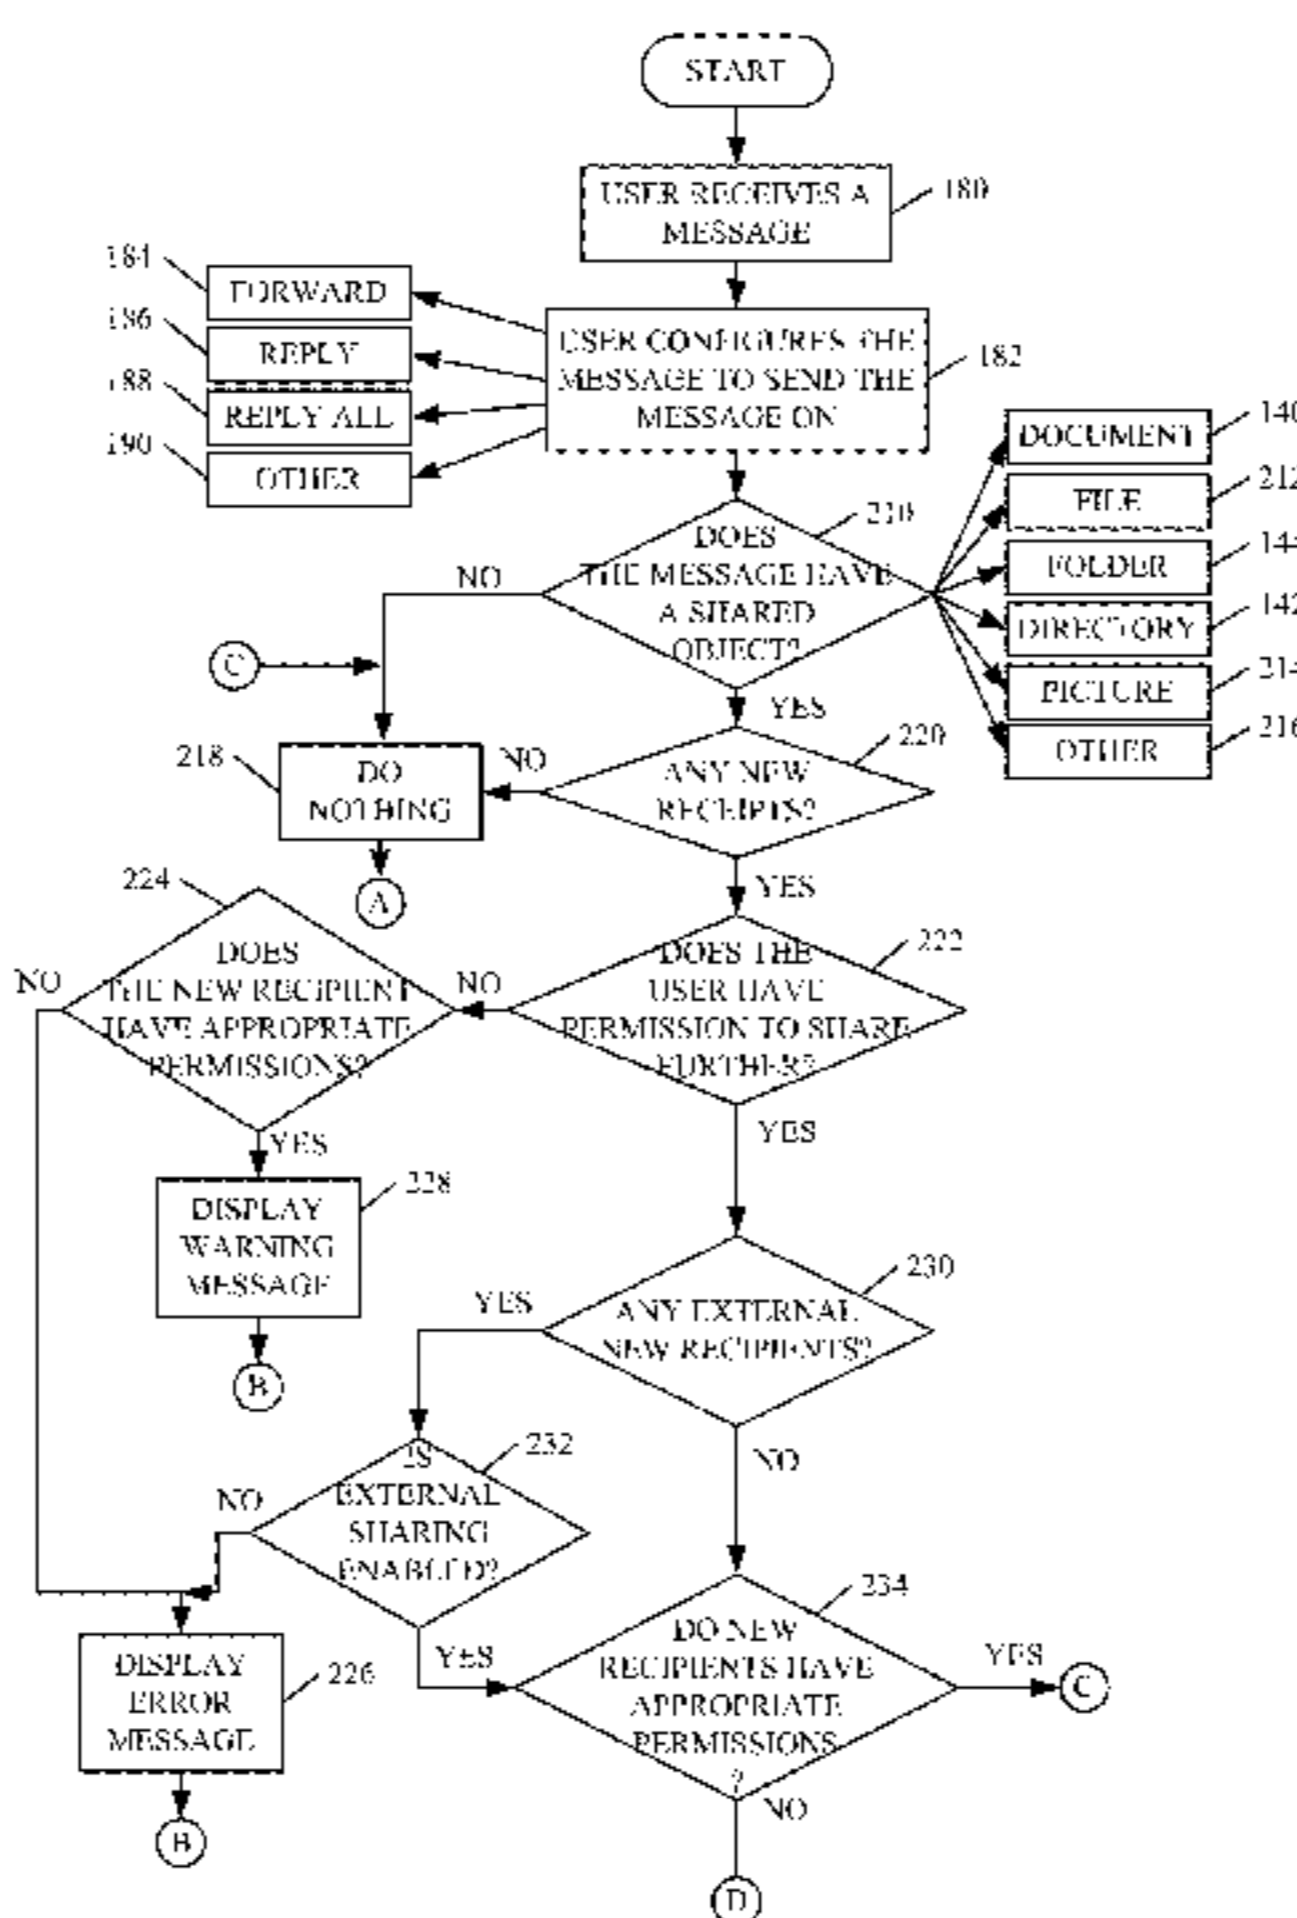 START
USER RECEIVES A
MESSAGE
180
184
FORWARD
186
REPLY
188
REPLY ALL
190
OTHER
USER CONFIGURES THE
MESSAGE TO SEND THE
MESSAGE ON
182
DOCUMENT
140
FILE
212
FOLDER
144
DIRECTORY
142
PICTURE
214
OTHER
216
210
DOES
THE MESSAGE HAVE
A SHARED
OBJECT?
NO
YES
C
218
DO
NOTHING
NO
220
ANY NEW
RECEIPTS?
YES
A
224
DOES
THE NEW RECIPIENT
HAVE APPROPRIATE
PERMISSIONS?
NO
NO
222
DOES THE
USER HAVE
PERMISSION TO SHARE
FURTHER?
YES
YES
228
DISPLAY
WARNING
MESSAGE
B
230
ANY EXTERNAL
NEW RECIPIENTS?
YES
NO
232
IS
EXTERNAL
SHARING
ENABLED?
NO
YES
234
DO NEW
RECIPIENTS HAVE
APPROPRIATE
PERMISSIONS
?
YES
C
NO
D
226
DISPLAY
ERROR
MESSAGE
B